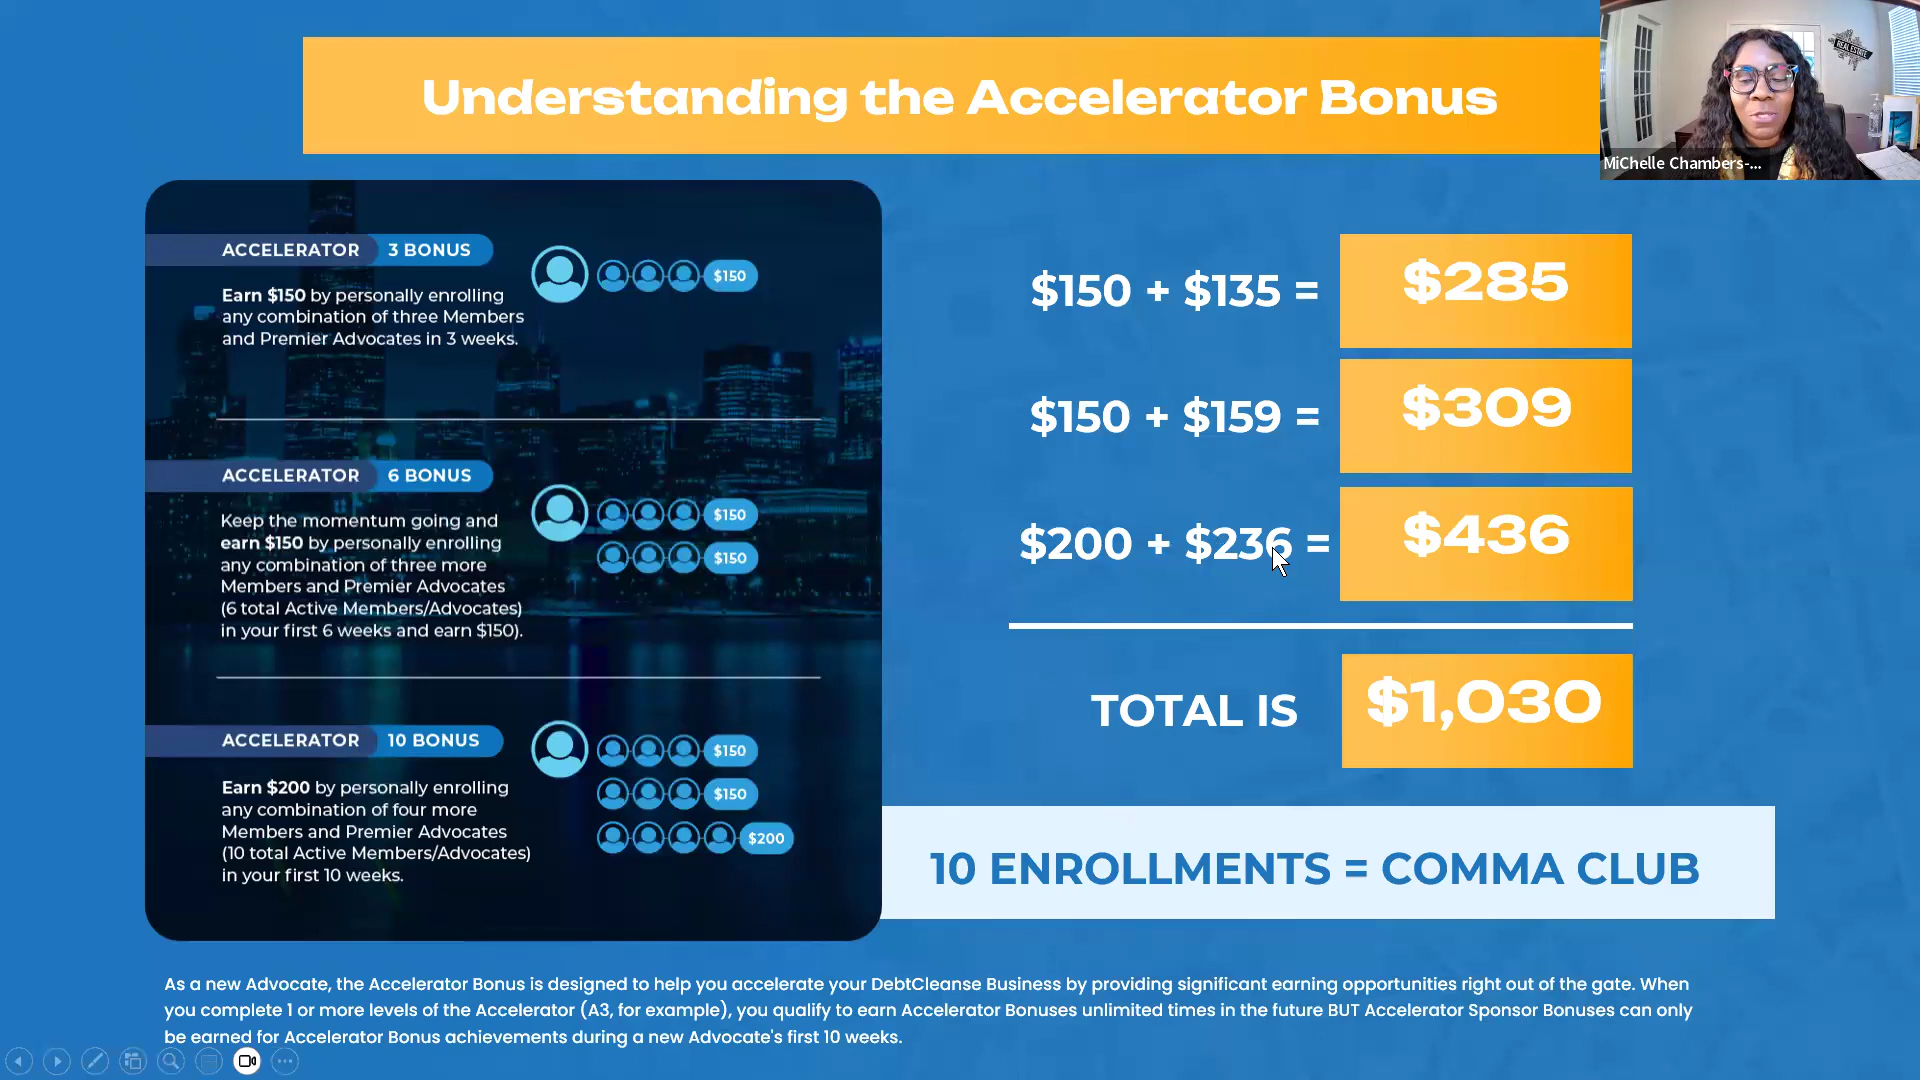 Understanding the Accelerator Bonus
REAL ESTATE
MiChelle Chambers-...
ACCELERATOR 3 BONUS
Earn $150 by personally enrolling
any combination of three Members
and Premier Advocates in 3 weeks.
$150
ACCELERATOR 6 BONUS
Keep the momentum going and
earn $150 by personally enrolling
any combination of three more
Members and Premier Advocates
(6 total Active Members/Advocates)
in your first 6 weeks and earn $150).
$150
$150
ACCELERATOR 10 BONUS
Earn $200 by personally enrolling
any combination of four more
Members and Premier Advocates
(10 total Active Members/Advocates)
in your first 10 weeks.
$150
$150
$200
$150 + $135 = $285
$150 + $159 = $309
$200 + $236 = $436
TOTAL IS $1,030
10 ENROLLMENTS = COMMA CLUB
As a new Advocate, the Accelerator Bonus is designed to help you accelerate your DebtCleanse Business by providing significant earning opportunities right out of the gate. When
you complete 1 or more levels of the Accelerator (A3, for example), you qualify to earn Accelerator Bonuses unlimited times in the future BUT Accelerator Sponsor Bonuses can only
be earned for Accelerator Bonus achievements during a new Advocate's first 10 weeks.